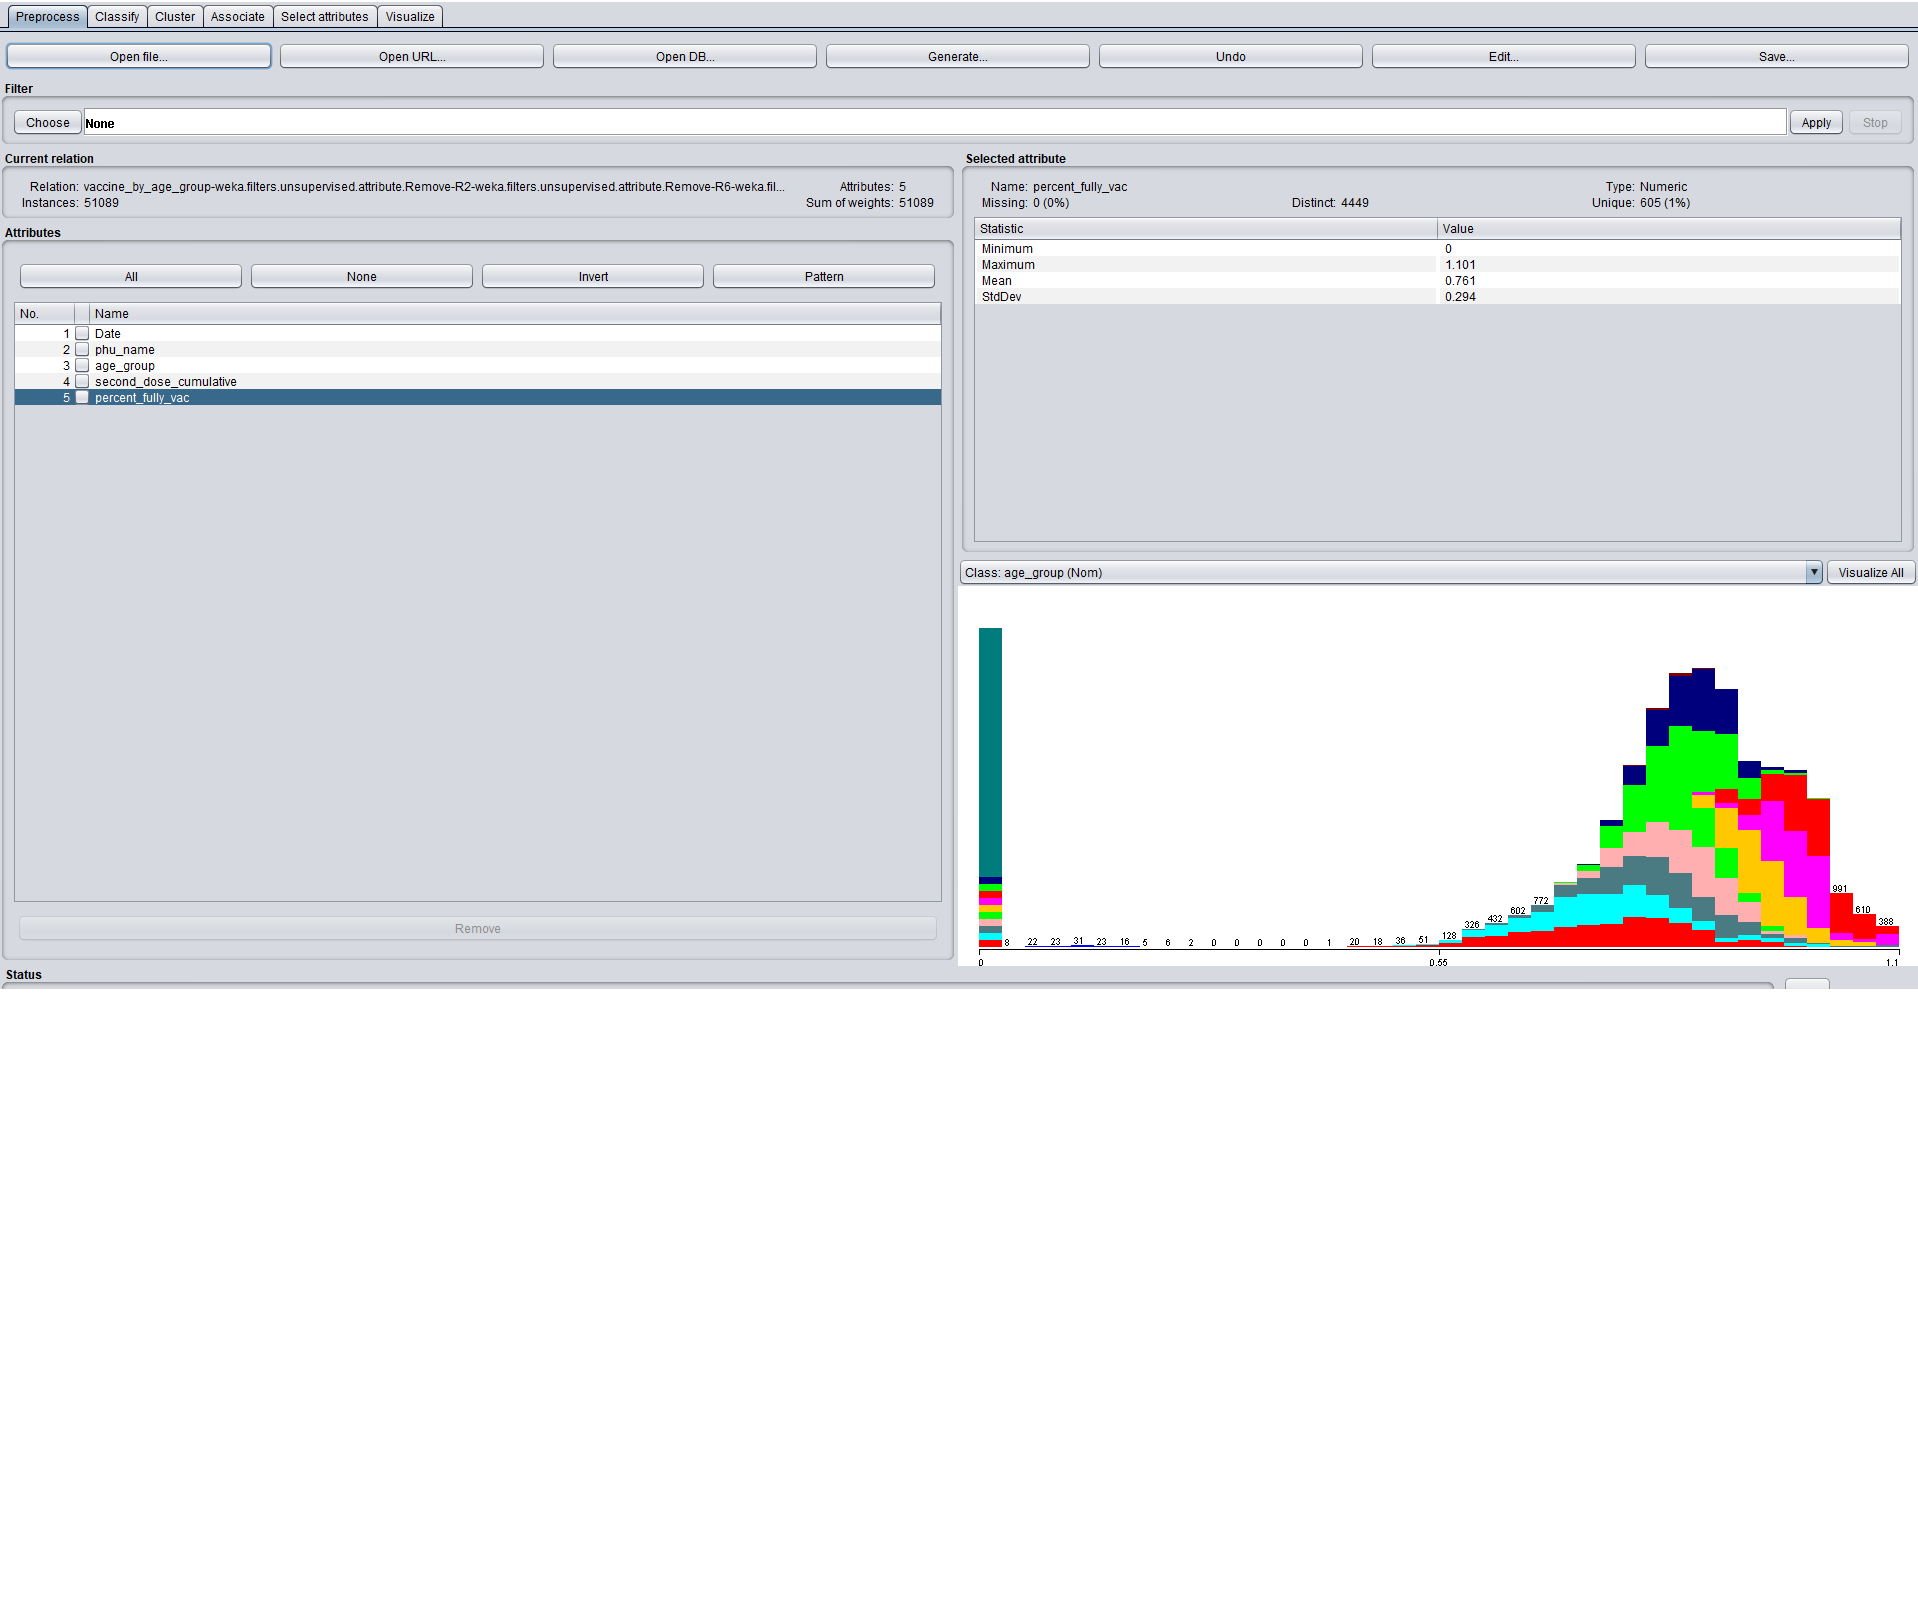 Preprocess Classify Cluster Associate Select attributes Visualize
Open file... Open URL... Open DB... Generate... Undo Edit... Save...
Filter
Choose None Apply Stop
Current relation
Relation: vaccine_by_age_group-weka.filters.unsupervised.attribute.Remove-R2-weka.filters.unsupervised.attribute.Remove-R6-weka.fil... Attributes: 5
Instances: 51089 Sum of weights: 51089
Attributes
All None Invert Pattern
No. Name
1 Date
2 phu_name
3 age_group
4 second_dose_cumulative
5 percent_fully_vac
Remove
Status
Selected attribute
Name: percent_fully_vac Type: Numeric
Missing: 0 (0%) Distinct: 4449 Unique: 605 (1%)
Statistic Value
Minimum 0
Maximum 1.101
Mean 0.761
StdDev 0.294
Class: age_group (Nom) Visualize All
8 22 23 31 23 16 5 6 2 0 0 0 0 0 1 20 18 36 51 128 326 432 602 772 991 610 388
0 0.55 1.1